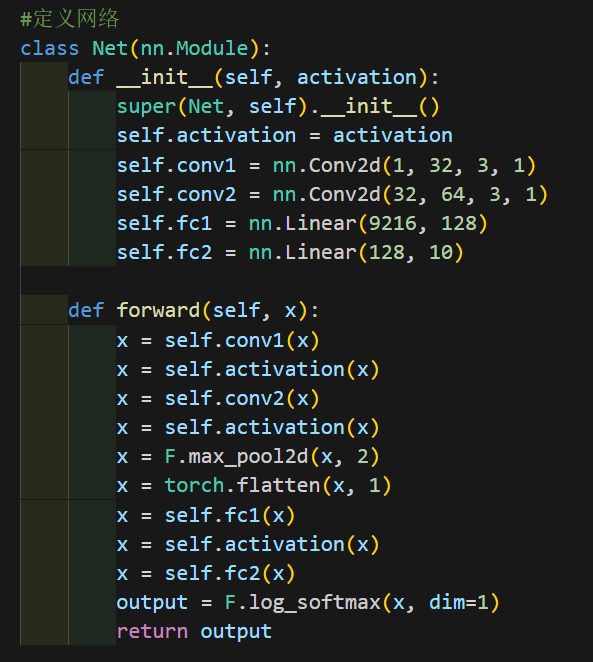 #定义网络
class Net(nn.Module):
    def __init__(self, activation):
        super(Net, self).__init__()
        self.activation = activation
        self.conv1 = nn.Conv2d(1, 32, 3, 1)
        self.conv2 = nn.Conv2d(32, 64, 3, 1)
        self.fc1 = nn.Linear(9216, 128)
        self.fc2 = nn.Linear(128, 10)

    def forward(self, x):
        x = self.conv1(x)
        x = self.activation(x)
        x = self.conv2(x)
        x = self.activation(x)
        x = F.max_pool2d(x, 2)
        x = torch.flatten(x, 1)
        x = self.fc1(x)
        x = self.activation(x)
        x = self.fc2(x)
        output = F.log_softmax(x, dim=1)
        return output